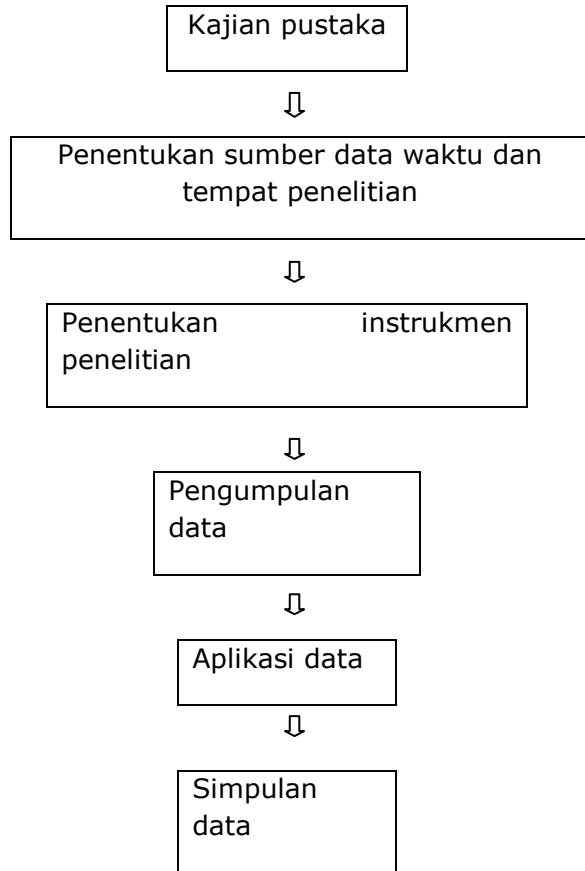 Kajian pustaka
Penentukan sumber data waktu dan
tempat penelitian
Penentukan instrukmen
penelitian
Pengumpulan
data
Aplikasi data
Simpulan
data